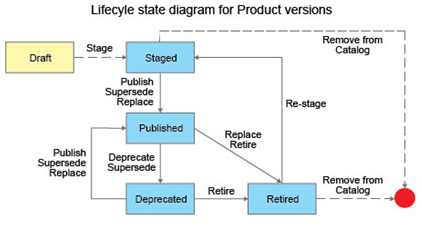 Lifecyle state diagram for Product versions
Draft
Stage
Staged
Remove from
Catalog
Publish
Supersede
Replace
Re-stage
Published
Replace
Retire
Publish
Supersede
Replace
Deprecate
Supersede
Deprecated
Retire
Retired
Remove from
Catalog